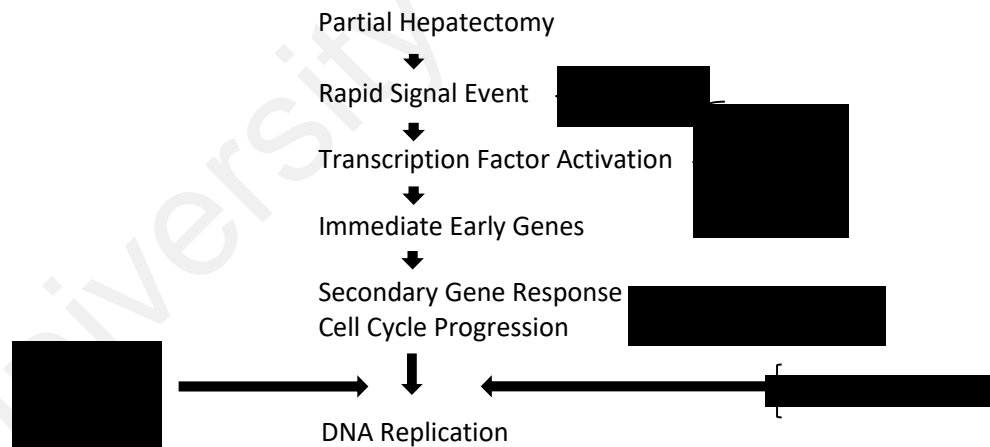 Partial Hepatectomy
Rapid Signal Event
Transcription Factor Activation
Immediate Early Genes
Secondary Gene Response
Cell Cycle Progression
DNA Replication